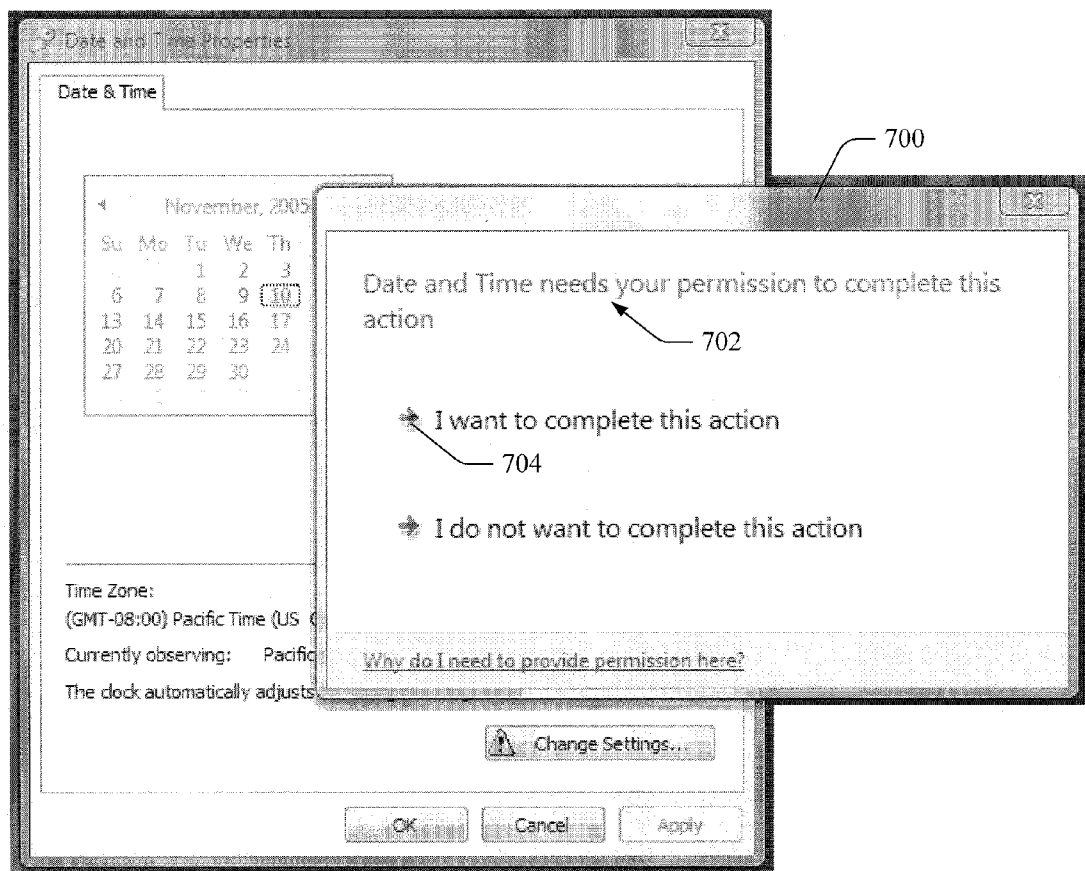 Date and Time Properties
Date & Time
700
November, 2005
Su Mo Tu We Th
1 2 3
6 7 8 9 10
13 14 15 16 17
20 21 22 23 24
27 28 29 30
Date and Time needs your permission to complete this
action
702
I want to complete this action
704
I do not want to complete this action
Time Zone:
(GMT-08:00) Pacific Time (US
Currently observing: Pacific
Why do I need to provide permission here?
The clock automatically adjusts
Change Settings...
OK Cancel Apply